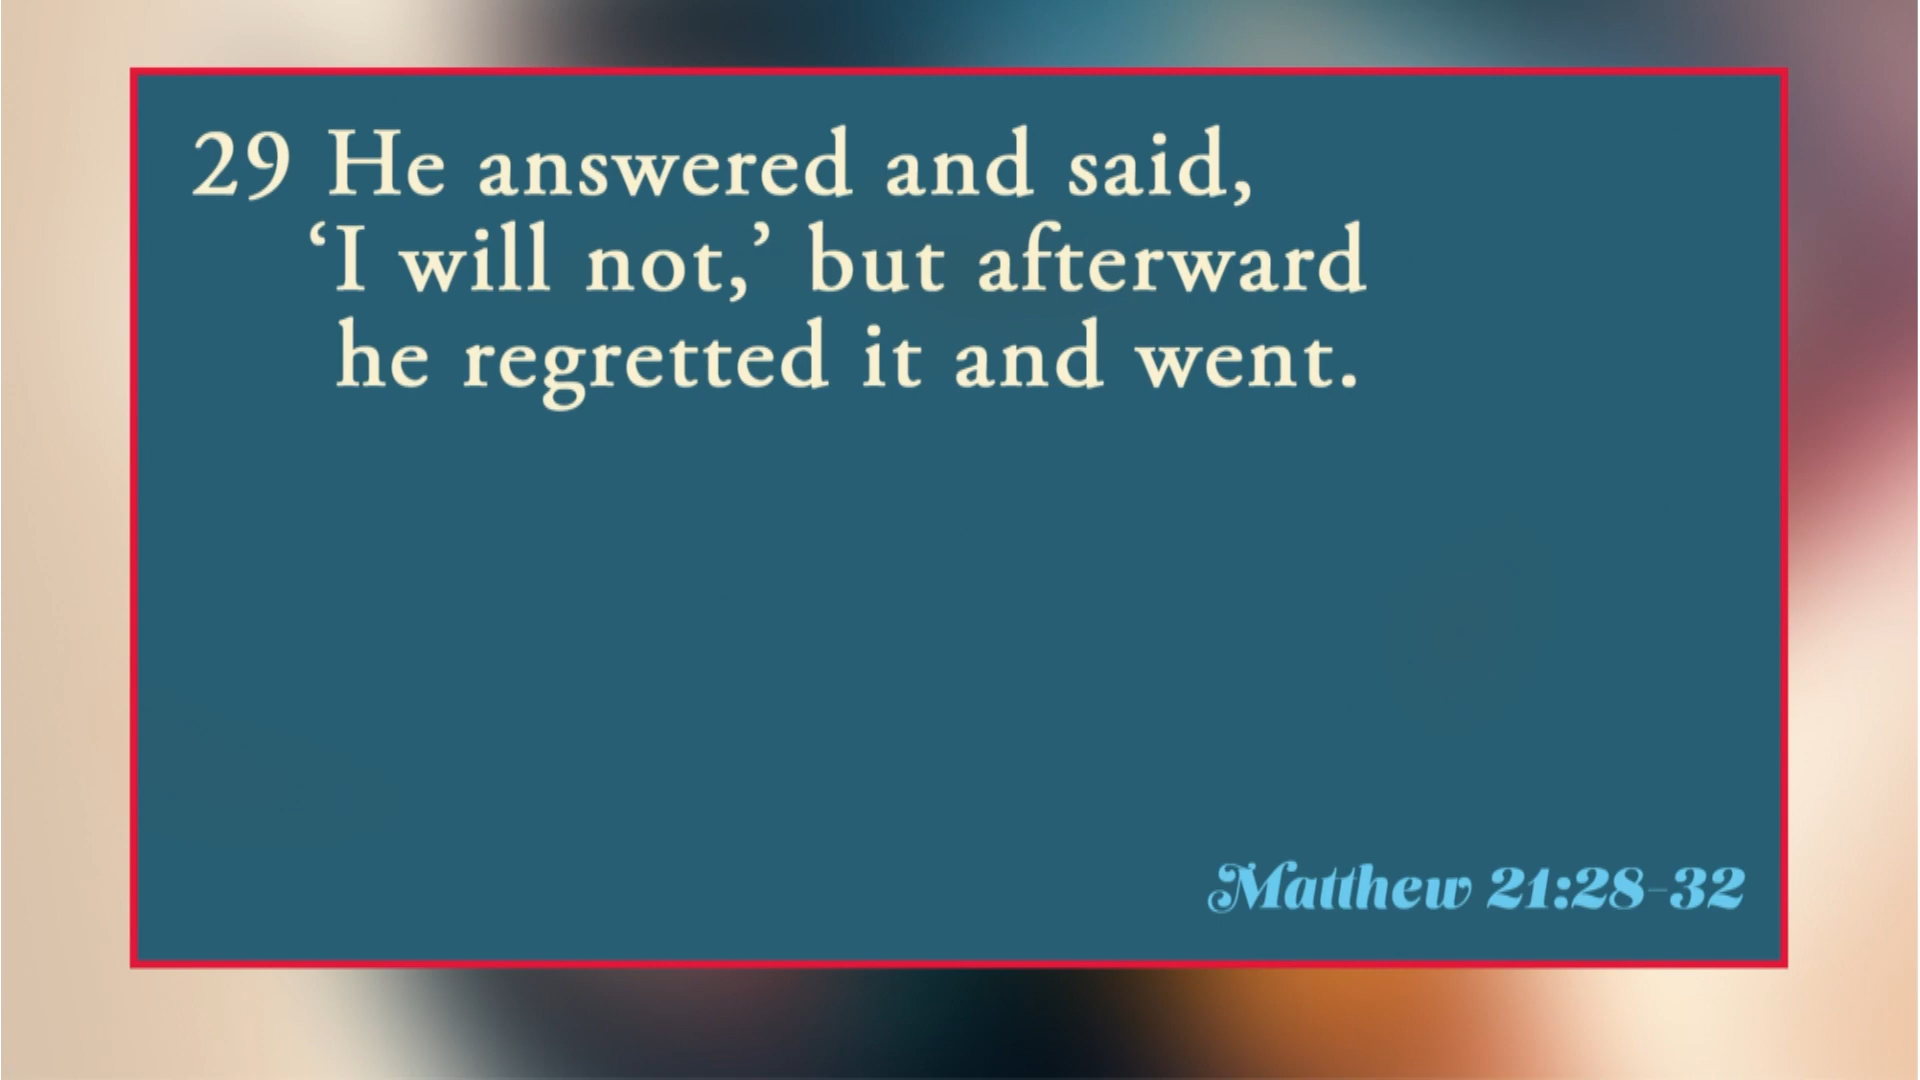 29 He answered and said,
‘I will not,’ but afterward
he regretted it and went.
Matthew 21:28-32